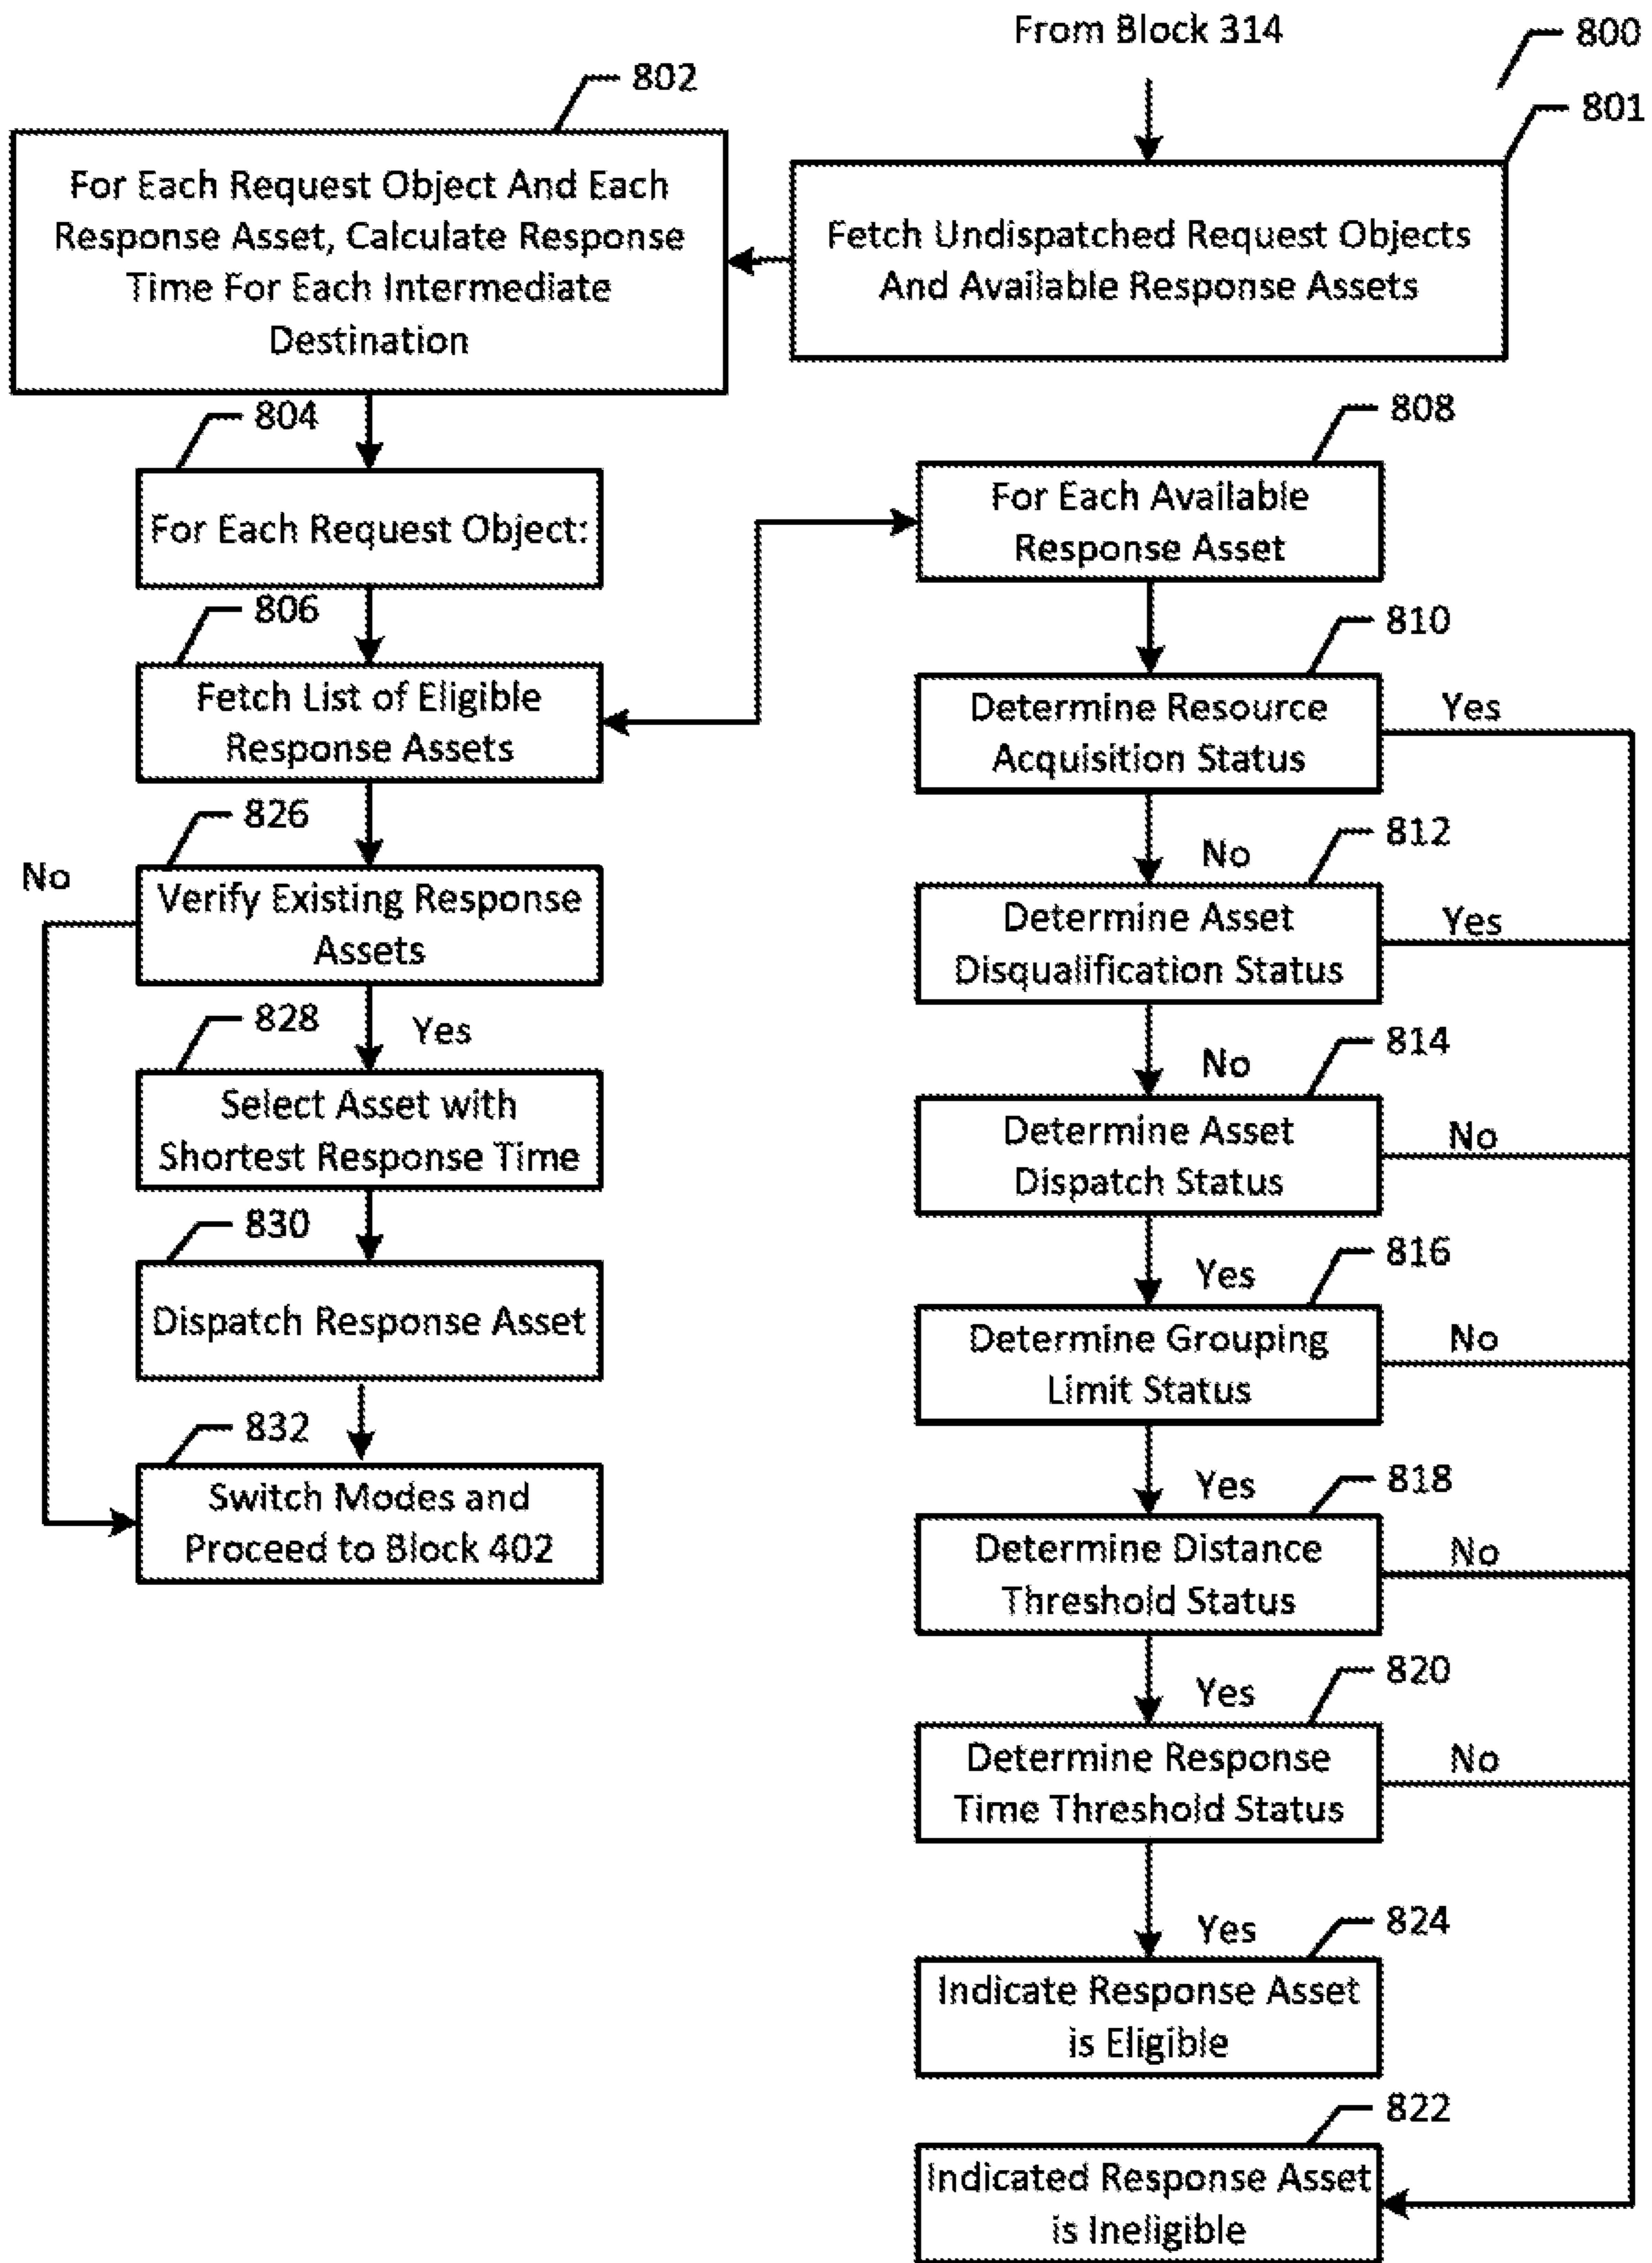 From Block 314
800
801
802
For Each Request Object And Each
Response Asset, Calculate Response
Time For Each Intermediate
Destination
Fetch Undispatched Request Objects
And Available Response Assets
804
For Each Request Object:
806
Fetch List of Eligible
Response Assets
826
No
Verify Existing Response
Assets
828
Yes
Select Asset with
Shortest Response Time
830
Dispatch Response Asset
832
Switch Modes and
Proceed to Block 402
808
For Each Available
Response Asset
810
Determine Resource
Acquisition Status
Yes
812
No
Determine Asset
Disqualification Status
Yes
814
No
Determine Asset
Dispatch Status
No
816
Yes
Determine Grouping
Limit Status
No
818
Yes
Determine Distance
Threshold Status
No
820
Yes
Determine Response
Time Threshold Status
No
824
Yes
Indicate Response Asset
is Eligible
822
Indicated Response Asset
is Ineligible